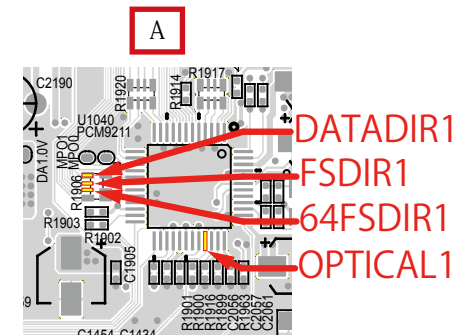 A
C2190
R1920
R1914
R1917
U1040
PCM9211
DA1.0V
MPO1
MPO0
R1906
R1903
R1902
C1905
DATADIR1
FSDIR1
64FSDIR1
OPTICAL1
R1901
R1900
R1899
C2056
R1963
C2057
C2061
C1454
C1434